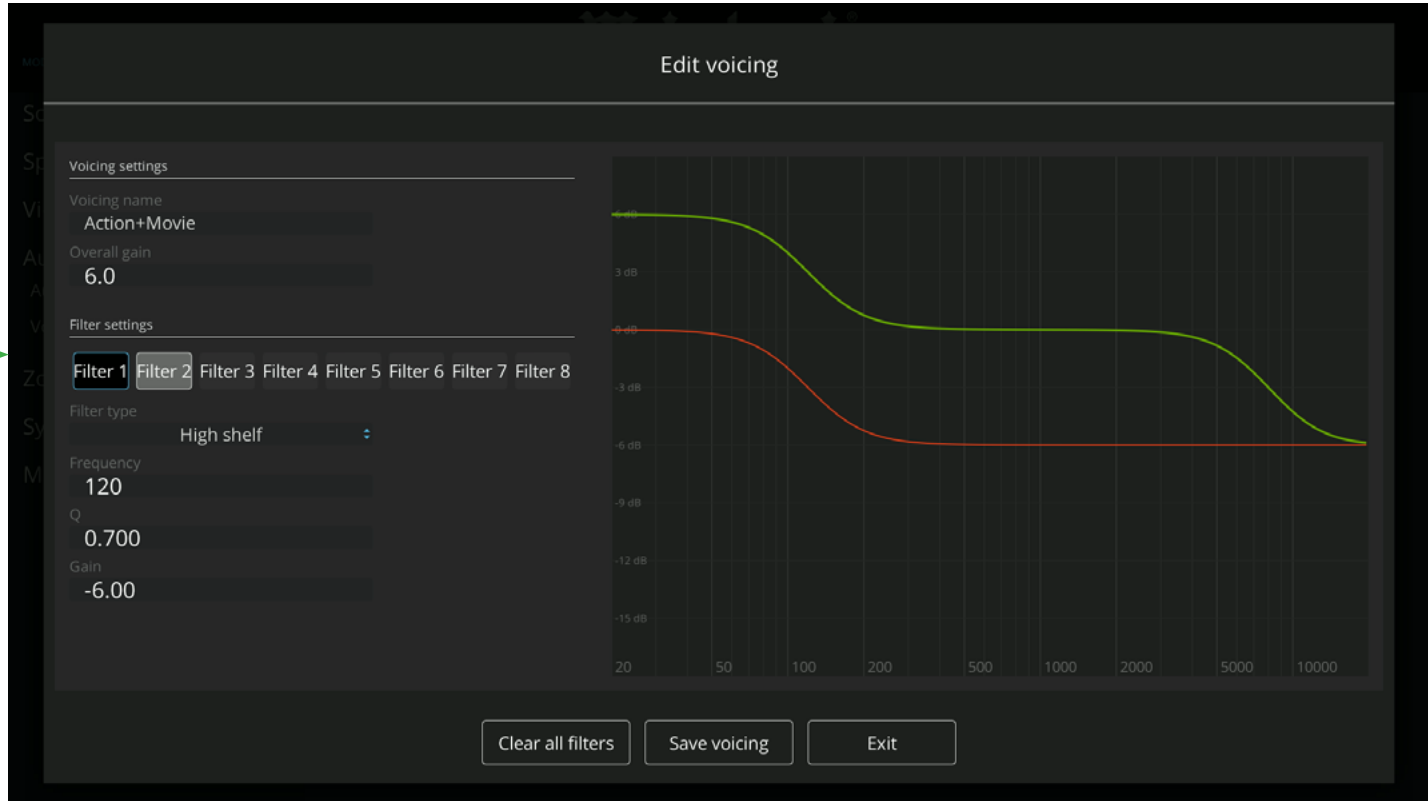 Edit voicing
Voicing settings
Voicing name
Action+Movie
Overall gain
6.0
Filter settings
Filter 1 Filter 2 Filter 3 Filter 4 Filter 5 Filter 6 Filter 7 Filter 8
Filter type
High shelf
Frequency
120
Q
0.700
Gain
-6.00
6 dB
3 dB
0 dB
-3 dB
-6 dB
-9 dB
-12 dB
-15 dB
20 50 100 200 500 1000 2000 5000 10000
Clear all filters Save voicing Exit